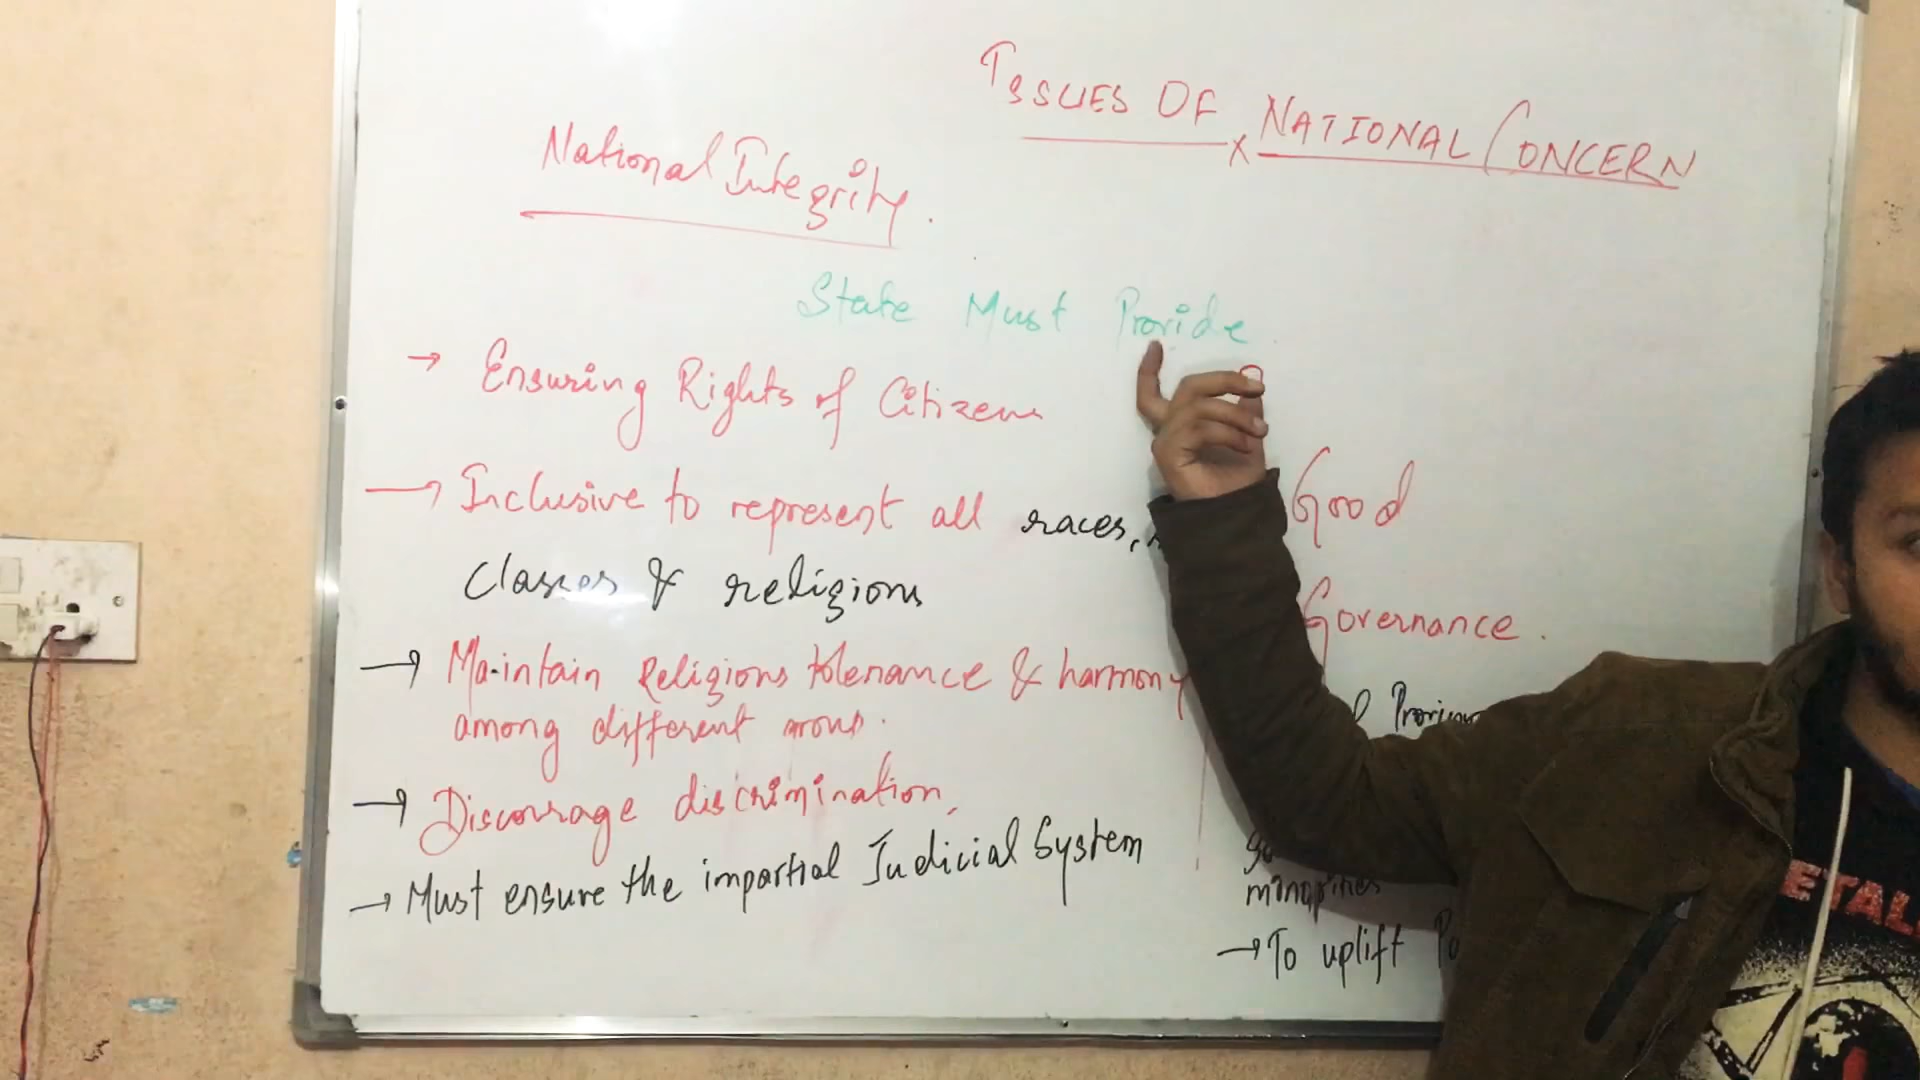 ISSUES OF NATIONAL CONCERN
National Integrity.
State Must Provide
→ Ensuring Rights of Citizens
→ Inclusive to represent all races,
Classes & religions
→ Maintain Religious tolerance & harmony
among different group.
→ Discourage discrimination,
→ Must ensure the impartial Judicial System
Good
Governance.
minorities
→ To uplift
ETAL